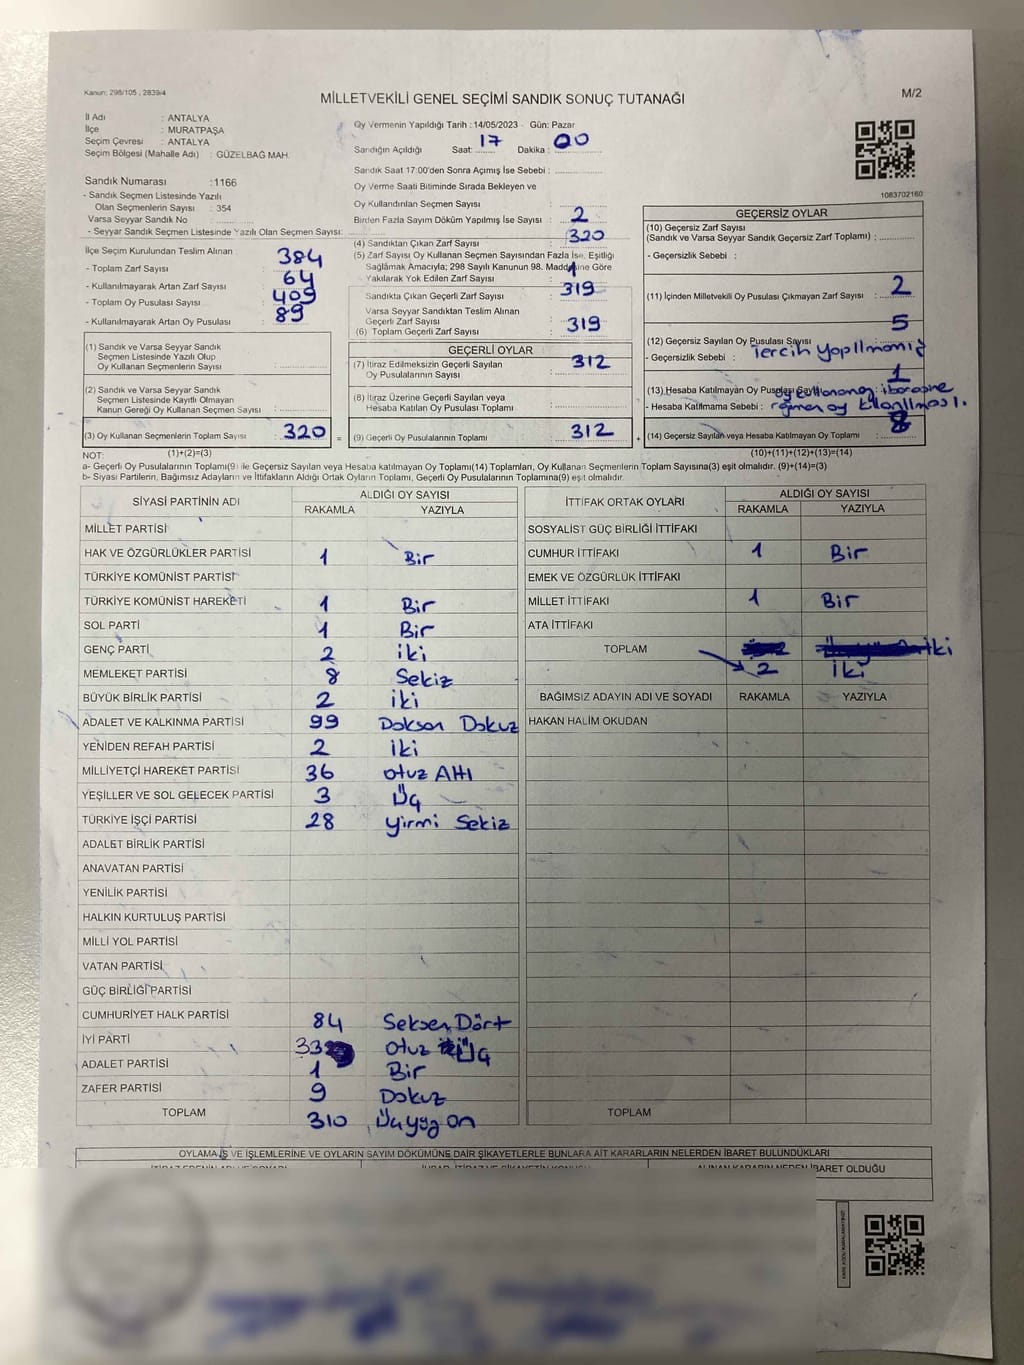 Kanun: 298/105 , 2839/4
MİLLETVEKİLİ GENEL SEÇİMİ SANDIK SONUÇ TUTANAĞI
M/2
İl Adı : ANTALYA
İlçe : MURATPAŞA
Seçim Çevresi : ANTALYA
Seçim Bölgesi (Mahalle Adı) : GÜZELBAĞ MAH.
Sandık Numarası :1166
- Sandık Seçmen Listesinde Yazılı
Olan Seçmenlerin Sayısı : 354
Varsa Seyyar Sandık No :
- Seyyar Sandık Seçmen Listesinde Yazılı Olan Seçmen Sayısı:
İlçe Seçim Kurulundan Teslim Alınan :
- Toplam Zarf Sayısı : 384
- Kullanılmayarak Artan Zarf Sayısı : 64
- Toplam Oy Pusulası Sayısı : 409
- Kullanılmayarak Artan Oy Pusulası : 89
(1) Sandık ve Varsa Seyyar Sandık
Seçmen Listesinde Yazılı Olup
Oy Kullanan Seçmenlerin Sayısı :
(2) Sandık ve Varsa Seyyar Sandık
Seçmen Listesinde Kayıtlı Olmayan
Kanun Gereği Oy Kullanan Seçmen Sayısı :
(3) Oy Kullanan Seçmenlerin Toplam Sayısı : 320 =
Oy Vermenin Yapıldığı Tarih : 14/05/2023 - Gün: Pazar
Sandığın Açıldığı Saat: 17 Dakika : 00
Sandık Saat 17:00'den Sonra Açımış İse Sebebi :
Oy Verme Saati Bitiminde Sırada Bekleyen ve
Oy Kullandırılan Seçmen Sayısı :
Birden Fazla Sayım Döküm Yapılmış İse Sayısı : 2
(4) Sandıktan Çıkan Zarf Sayısı : 320
(5) Zarf Sayısı Oy Kullanan Seçmen Sayısından Fazla İse, Eşitliği
Sağlamak Amacıyla; 298 Sayılı Kanunun 98. Maddesine Göre
Yakılarak Yok Edilen Zarf Sayısı : 1
Sandıkta Çıkan Geçerli Zarf Sayısı : 319
Varsa Seyyar Sandıktan Teslim Alınan
Geçerli Zarf Sayısı :
(6) Toplam Geçerli Zarf Sayısı : 319
GEÇERLİ OYLAR
(7) İtiraz Edilmeksizin Geçerli Sayılan
Oy Pusulalarının Sayısı : 312
(8) İtiraz Üzerine Geçerli Sayılan veya
Hesaba Katılan Oy Pusulası Toplamı :
(9) Geçerli Oy Pusulalarının Toplamı : 312 +
1083702160
GEÇERSİZ OYLAR
(10) Geçersiz Zarf Sayısı
(Sandık ve Varsa Seyyar Sandık Geçersiz Zarf Toplamı) :
- Geçersizlik Sebebi :
(11) İçinden Milletvekili Oy Pusulası Çıkmayan Zarf Sayısı : 2
(12) Geçersiz Sayılan Oy Pusulası Sayısı : 5
- Geçersizlik Sebebi : Tercih yapılmamış
(13) Hesaba Katılmayan Oy Pusulası Sayısı 1
- Hesaba Katılmama Sebebi : oy
(14) Geçersiz Sayılan veya Hesaba Katılmayan Oy Toplamı : 8
NOT: (1)+(2)=(3)
(10)+(11)+(12)+(13)=(14)
a- Geçerli Oy Pusulalarının Toplamı(9) ile Geçersiz Sayılan veya Hesaba katılmayan Oy Toplamı(14) Toplamları, Oy Kullanan Seçmenlerin Toplam Sayısına(3) eşit olmalıdır. (9)+(14)=(3)
b- Siyasi Partilerin, Bağımsız Adayların ve İttifakların Aldığı Ortak Oyların Toplamı, Geçerli Oy Pusulalarının Toplamına(9) eşit olmalıdır.
SİYASİ PARTİNİN ADI ALDIĞI OY SAYISI
RAKAMLA YAZIYLA
MİLLET PARTİSİ
HAK VE ÖZGÜRLÜKLER PARTİSİ 1 Bir
TÜRKİYE KOMÜNİST PARTİSİ
TÜRKİYE KOMÜNİST HAREKETİ 1 Bir
SOL PARTİ 1 Bir
GENÇ PARTİ 2 iki
MEMLEKET PARTİSİ 8 Sekiz
BÜYÜK BİRLİK PARTİSİ 2 iki
ADALET VE KALKINMA PARTİSİ 99 Doksan Dokuz
YENİDEN REFAH PARTİSİ 2 iki
MİLLİYETÇİ HAREKET PARTİSİ 36 otuz Altı
YEŞİLLER VE SOL GELECEK PARTİSİ 3 Üç
TÜRKİYE İŞÇİ PARTİSİ 28 yirmi Sekiz
ADALET BİRLİK PARTİSİ
ANAVATAN PARTİSİ
YENİLİK PARTİSİ
HALKIN KURTULUŞ PARTİSİ
MİLLİ YOL PARTİSİ
VATAN PARTİSİ
GÜÇ BİRLİĞİ PARTİSİ
CUMHURİYET HALK PARTİSİ 84 Seksen Dört
İYİ PARTİ 33 otuz Üç
ADALET PARTİSİ 1 Bir
ZAFER PARTİSİ 9 Dokuz
TOPLAM 310 Üçyüz on
İTTİFAK ORTAK OYLARI ALDIĞI OY SAYISI
RAKAMLA YAZIYLA
SOSYALİST GÜÇ BİRLİĞİ İTTİFAKI
CUMHUR İTTİFAKI 1 Bir
EMEK VE ÖZGÜRLÜK İTTİFAKI
MİLLET İTTİFAKI 1 Bir
ATA İTTİFAKI
TOPLAM iki
2 iki
BAĞIMSIZ ADAYIN ADI VE SOYADI RAKAMLA YAZIYLA
HAKAN HALİM OKUDAN
TOPLAM
OYLAMA İŞ VE İŞLEMLERİNE VE OYLARIN SAYIM DÖKÜMÜNE DAİR ŞİKAYETLERLE BUNLARA AİT KARARLARIN NELERDEN İBARET BULUNDUKLARI
ALINAN KARARIN NEDEN İBARET OLDUĞU